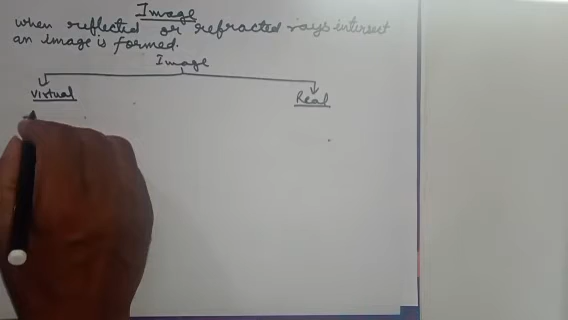 Image
when reflected or refracted rays intersect
an image is formed.
Image
Virtual
Real